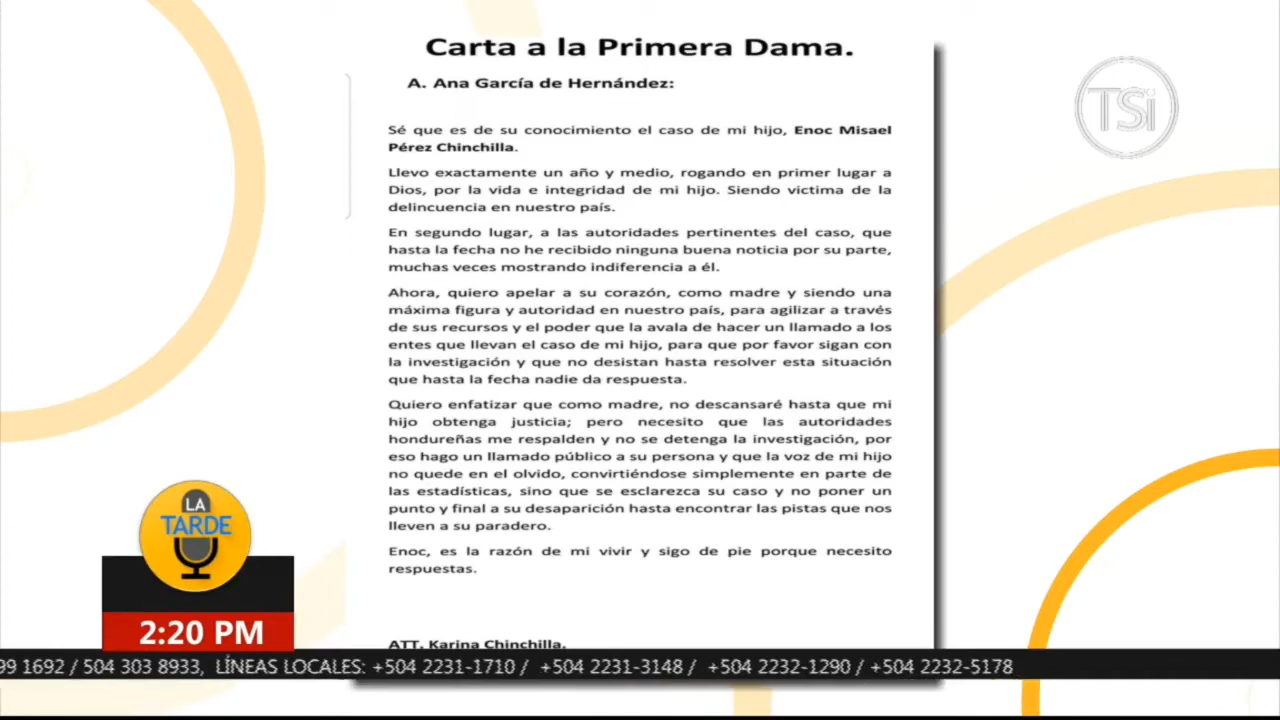 Carta a la Primera Dama.
A. Ana García de Hernández:
TSi
Sé que es de su conocimiento el caso de mi hijo, Enoc Misael
Pérez Chinchilla.
Llevo exactamente un año y medio, rogando en primer lugar a
Dios, por la vida e integridad de mi hijo. Siendo victima de la
delincuencia en nuestro país.
En segundo lugar, a las autoridades pertinentes del caso, que
hasta la fecha no he recibido ninguna buena noticia por su parte,
muchas veces mostrando indiferencia a él.
Ahora, quiero apelar a su corazón, como madre y siendo una
máxima figura y autoridad en nuestro país, para agilizar a través
de sus recursos y el poder que la avala de hacer un llamado a los
entes que llevan el caso de mi hijo, para que por favor sigan con
la investigación y que no desistan hasta resolver esta situación
que hasta la fecha nadie da respuesta.
Quiero enfatizar que como madre, no descansaré hasta que mi
hijo obtenga justicia; pero necesito que las autoridades
hondureñas me respalden y no se detenga la investigación, por
eso hago un llamado público a su persona y que la voz de mi hijo
no quede en el olvido, convirtiéndose simplemente en parte de
las estadísticas, sino que se esclarezca su caso y no poner un
punto y final a su desaparición hasta encontrar las pistas que nos
lleven a su paradero.
Enoc, es la razón de mi vivir y sigo de pie porque necesito
respuestas.
ATT. Karina Chinchilla.
LA
TARDE
2:20 PM
99 1692 / 504 303 8933, LÍNEAS LOCALES: +504 2231-1710 / +504 2231-3148 / +504 2232-1290 / +504 2232-5178